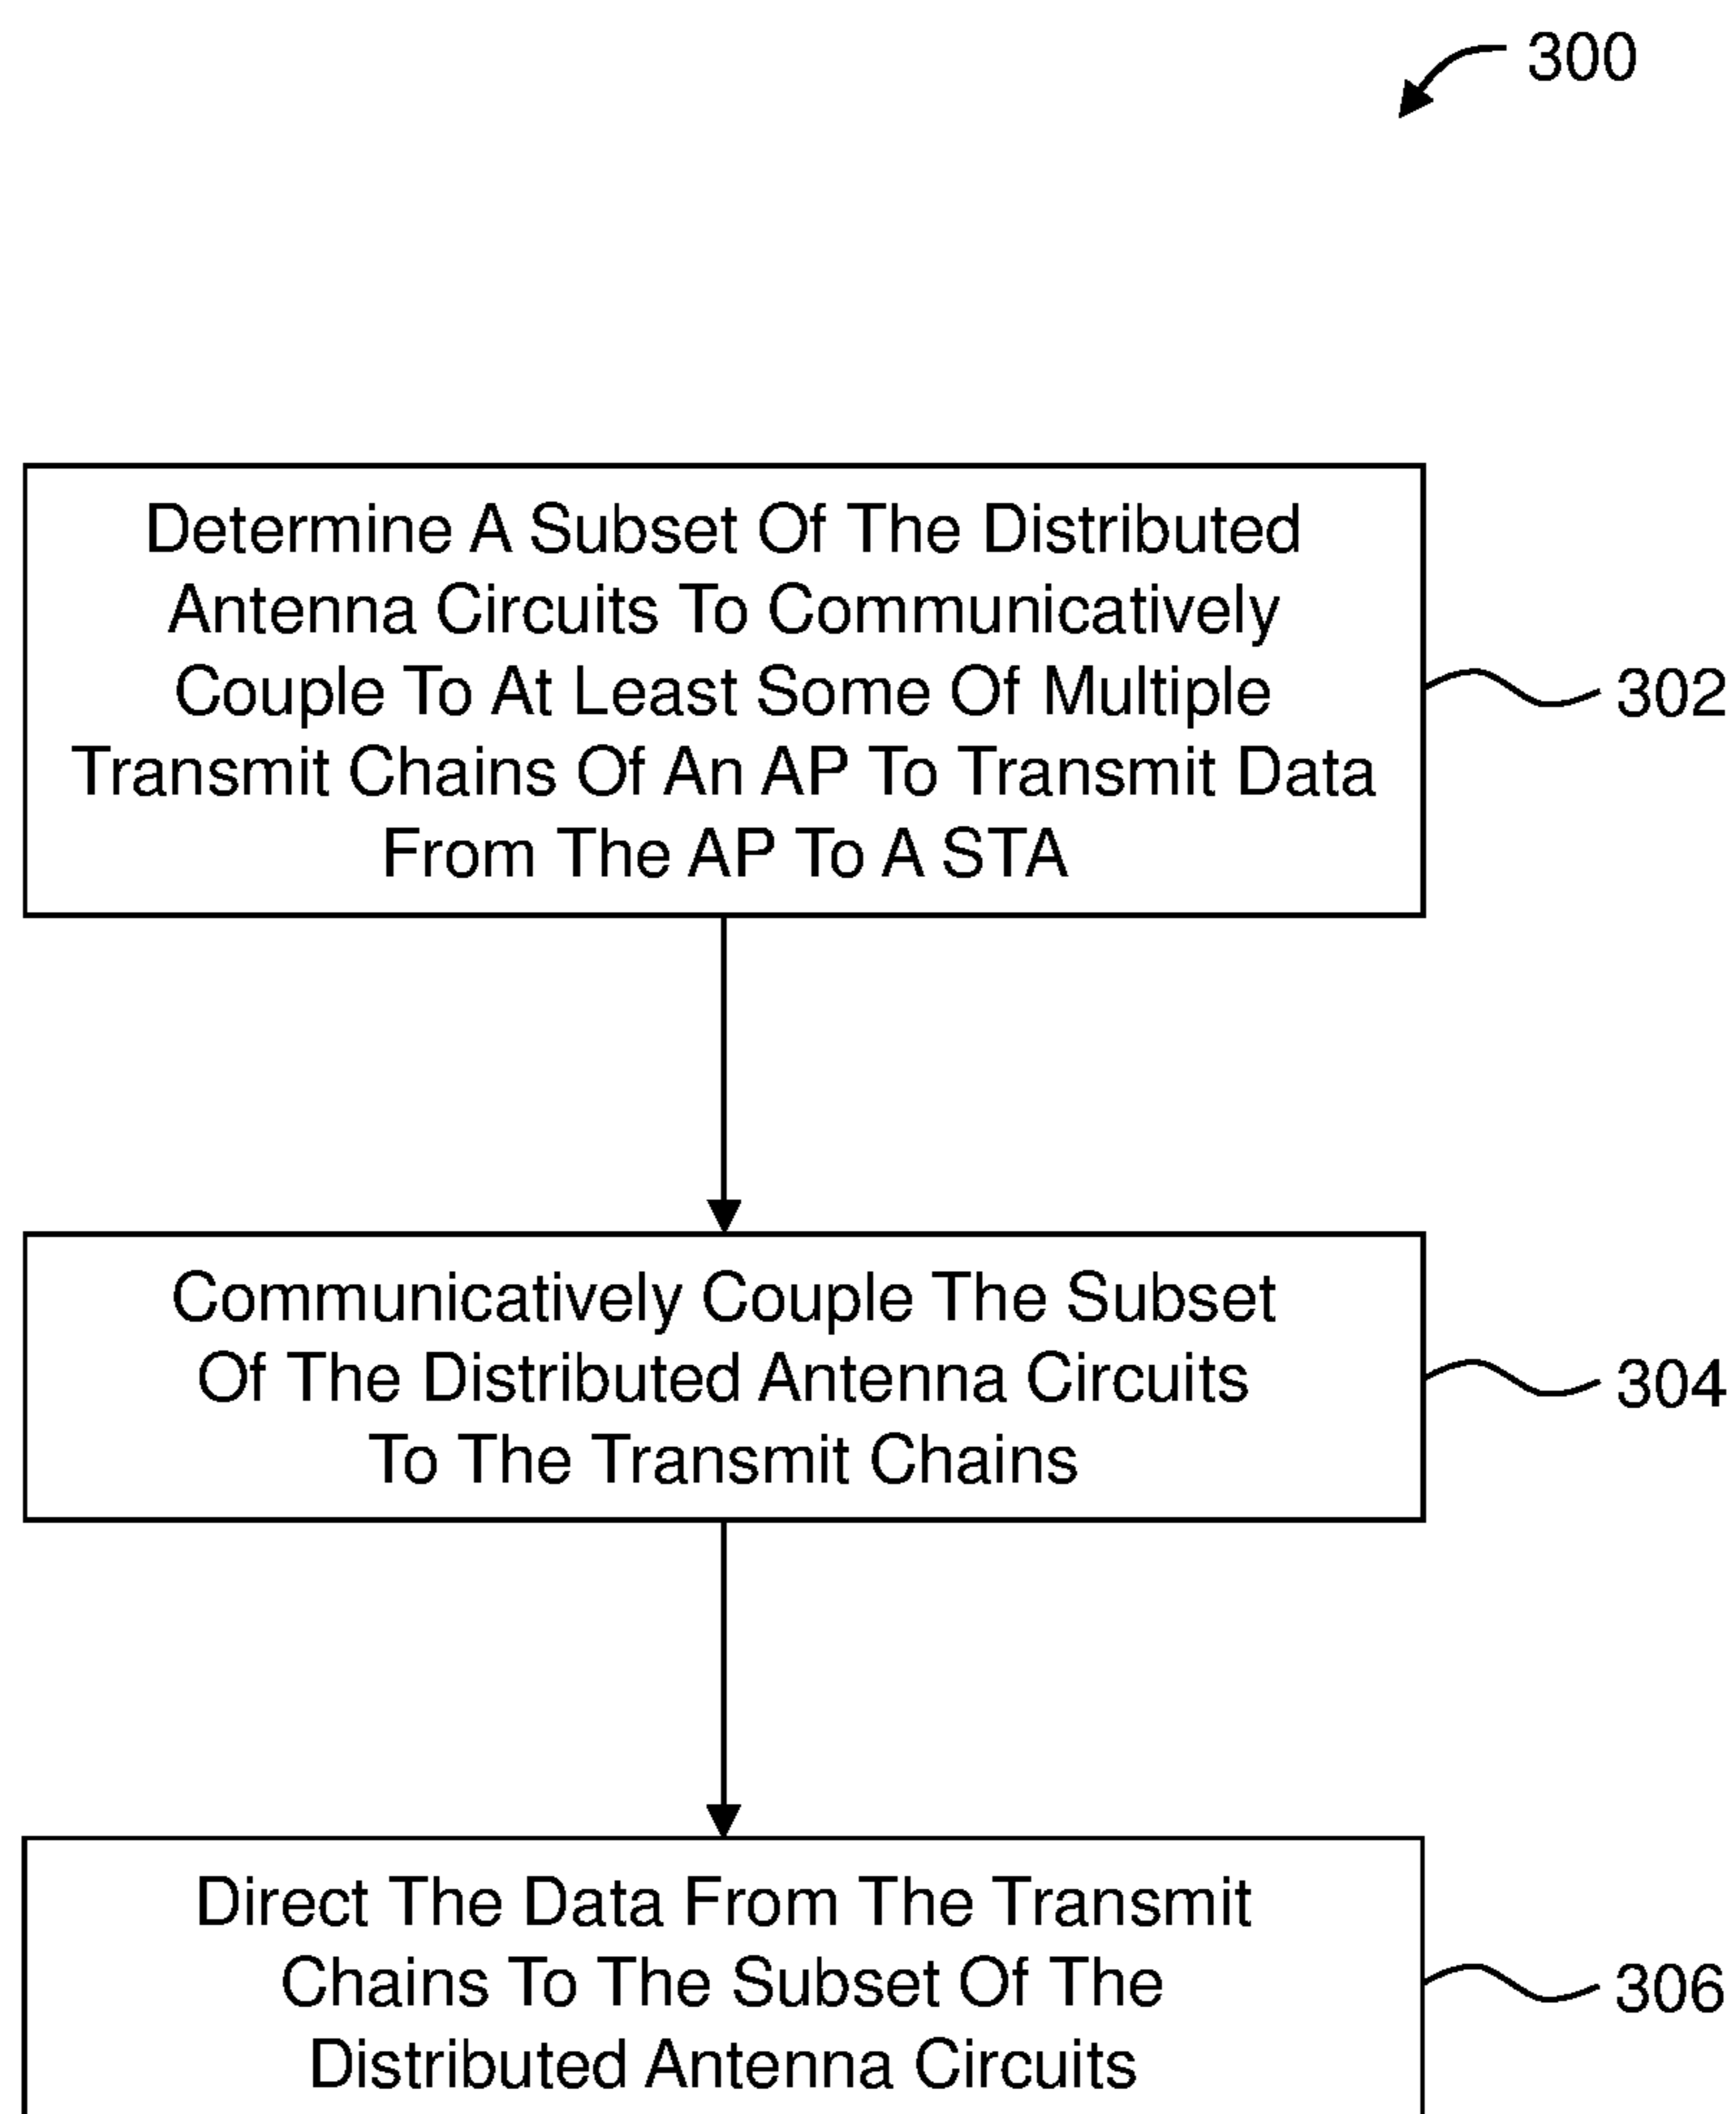 300
Determine A Subset Of The Distributed
Antenna Circuits To Communicatively
Couple To At Least Some Of Multiple
Transmit Chains Of An AP To Transmit Data
From The AP To A STA
302
Communicatively Couple The Subset
Of The Distributed Antenna Circuits
To The Transmit Chains
304
Direct The Data From The Transmit
Chains To The Subset Of The
Distributed Antenna Circuits
306